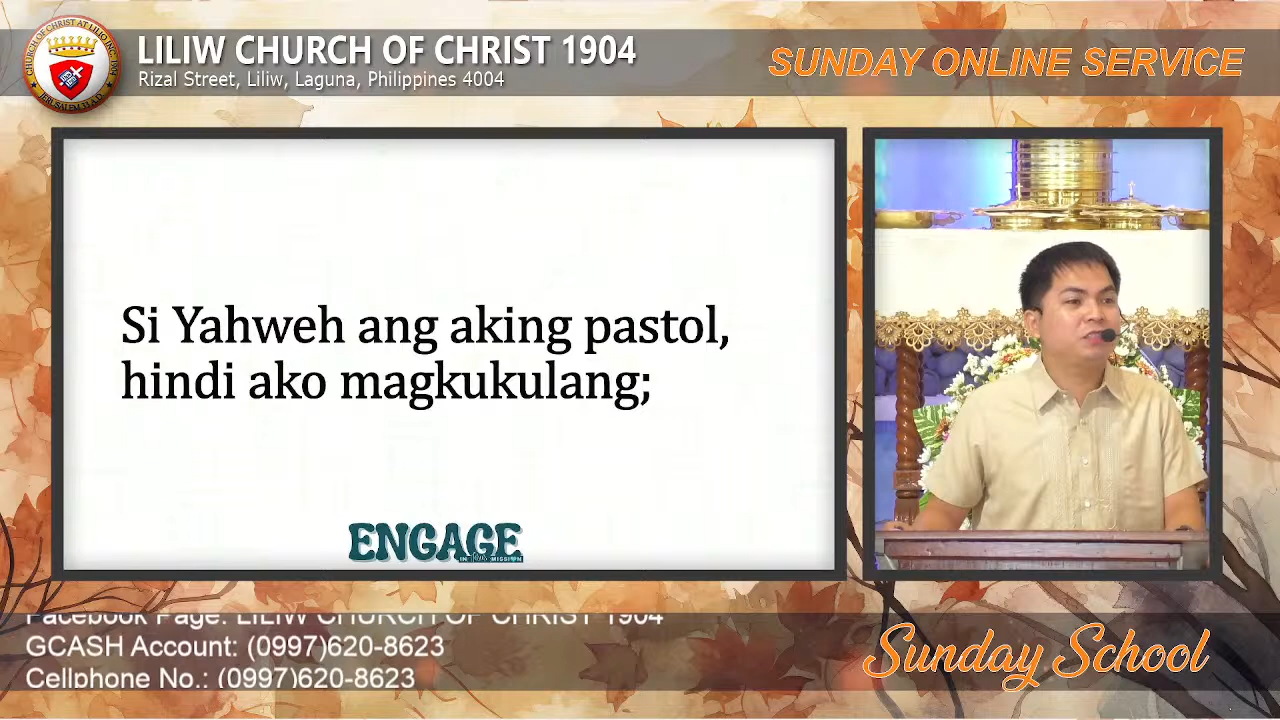 LILIW CHURCH OF CHRIST 1904
Rizal Street, Liliw, Laguna, Philippines 4004
SUNDAY ONLINE SERVICE
Si Yahweh ang aking pastol,
hindi ako magkukulang;
ENGAGE
MISSION
Facebook Page: LILIW CHURCH OF CHRIST 1904
GCASH Account: (0997)620-8623
Cellphone No.: (0997)620-8623
Sunday School